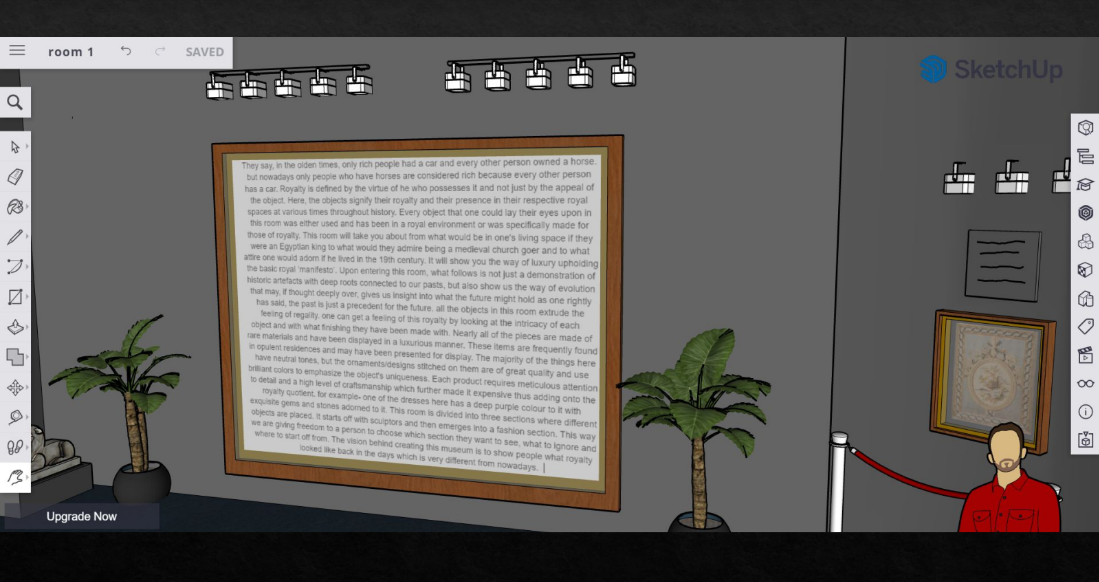 room 1
SAVED
SketchUp
They say, in the olden times, only rich people had a car and every other person owned a horse.
but nowadays only people who have horses are considered rich because every other person
has a car. Royalty is defined by the virtue of he who possesses it and not just by the appeal of
the object. Here, the objects signify their royalty and their presence in their respective royal
spaces at various times throughout history. Every object that one could lay their eyes upon in
this room was either used and has been in a royal environment or was specifically made for
those of royalty. This room will take you about from what would be in one's living space if they
were an Egyptian king to what would they admire being a medieval church goer and to what
attire one would adorn if he lived in the 19th century. It will show you the way of luxury upholding
the basic royal 'manifesto'. Upon entering this room, what follows is not just a demonstration of
historic artefacts with deep roots connected to our pasts, but also show us the way of evolution
that may, if thought deeply over, gives us insight into what the future might hold as one rightly
has said, the past is just a precedent for the future. all the objects in this room extrude the
feeling of regality. one can get a feeling of this royalty by looking at the intricacy of each
object and with what finishing they have been made with. Nearly all of the pieces are made of
rare materials and have been displayed in a luxurious manner. These items are frequently found
in opulent residences and may have been presented for display. The majority of the things here
have neutral tones, but the ornaments/designs stitched on them are of great quality and use
brilliant colors to emphasize the object's uniqueness. Each product requires meticulous attention
to detail and a high level of craftsmanship which further made it expensive thus adding onto the
royalty quotient, for example- one of the dresses here has a deep purple colour to it with
exquisite gems and stones adorned to it. This room is divided into three sections where different
objects are placed. It starts off with sculptors and then emerges into a fashion section. This way
we are giving freedom to a person to choose which section they want to see, what to ignore and
where to start off from. The vision behind creating this museum is to show people what royalty
looked like back in the days which is very different from nowadays.
Upgrade Now